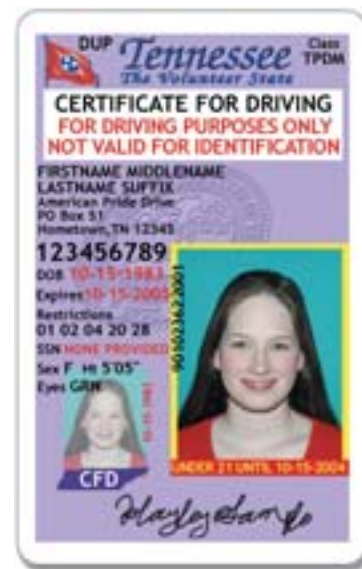 DUP Tennessee Class
The Volunteer State TPDM
CERTIFICATE FOR DRIVING
FOR DRIVING PURPOSES ONLY
NOT VALID FOR IDENTIFICATION
FIRSTNAME MIDDLENAME
LASTNAME SUFFIX
American Pride Drive
PO Box 51
Hometown, TN 12345
123456789
DOB 10-15-1983
Expires 10-15-2005
Restrictions
01 02 04 20 28
SSN NONE PROVIDED
Sex F Ht 5'05"
Eyes GRN
CFD
UNDER 21 UNTIL 10-15-2004